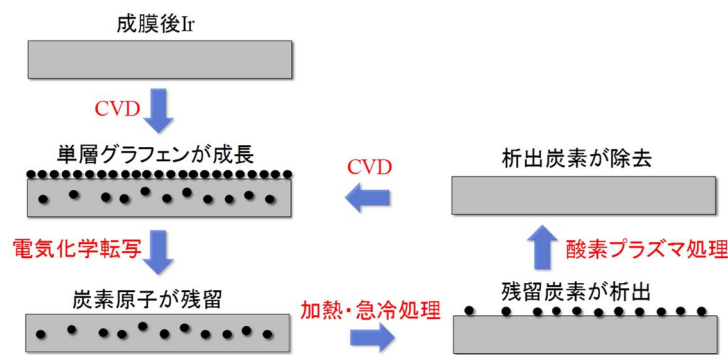 成膜後Ir
CVD
単層グラフェンが成長
電気化学転写
炭素原子が残留
加熱・急冷処理
残留炭素が析出
酸素プラズマ処理
析出炭素が除去
CVD